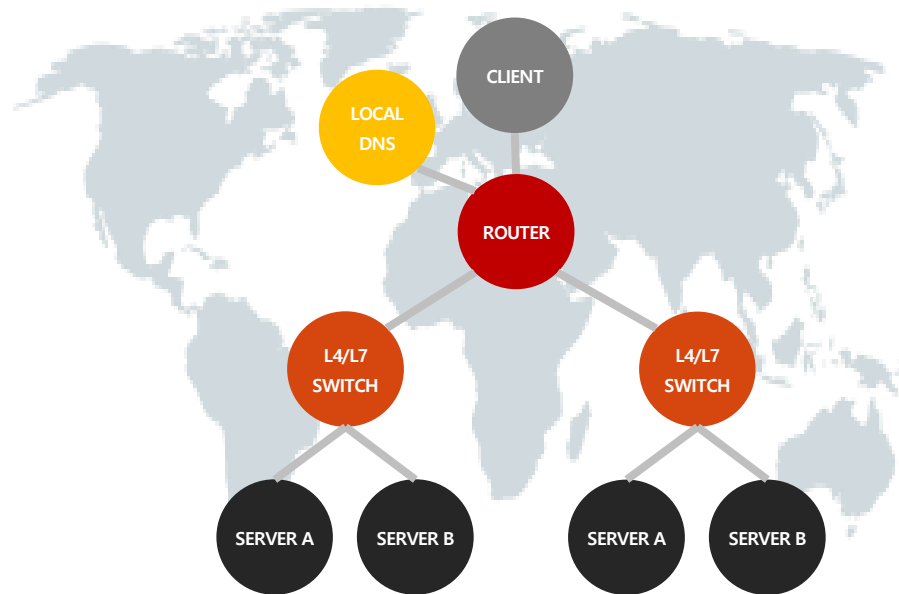 CLIENT
LOCAL
DNS
ROUTER
L4/L7
SWITCH
L4/L7
SWITCH
SERVER A
SERVER B
SERVER A
SERVER B